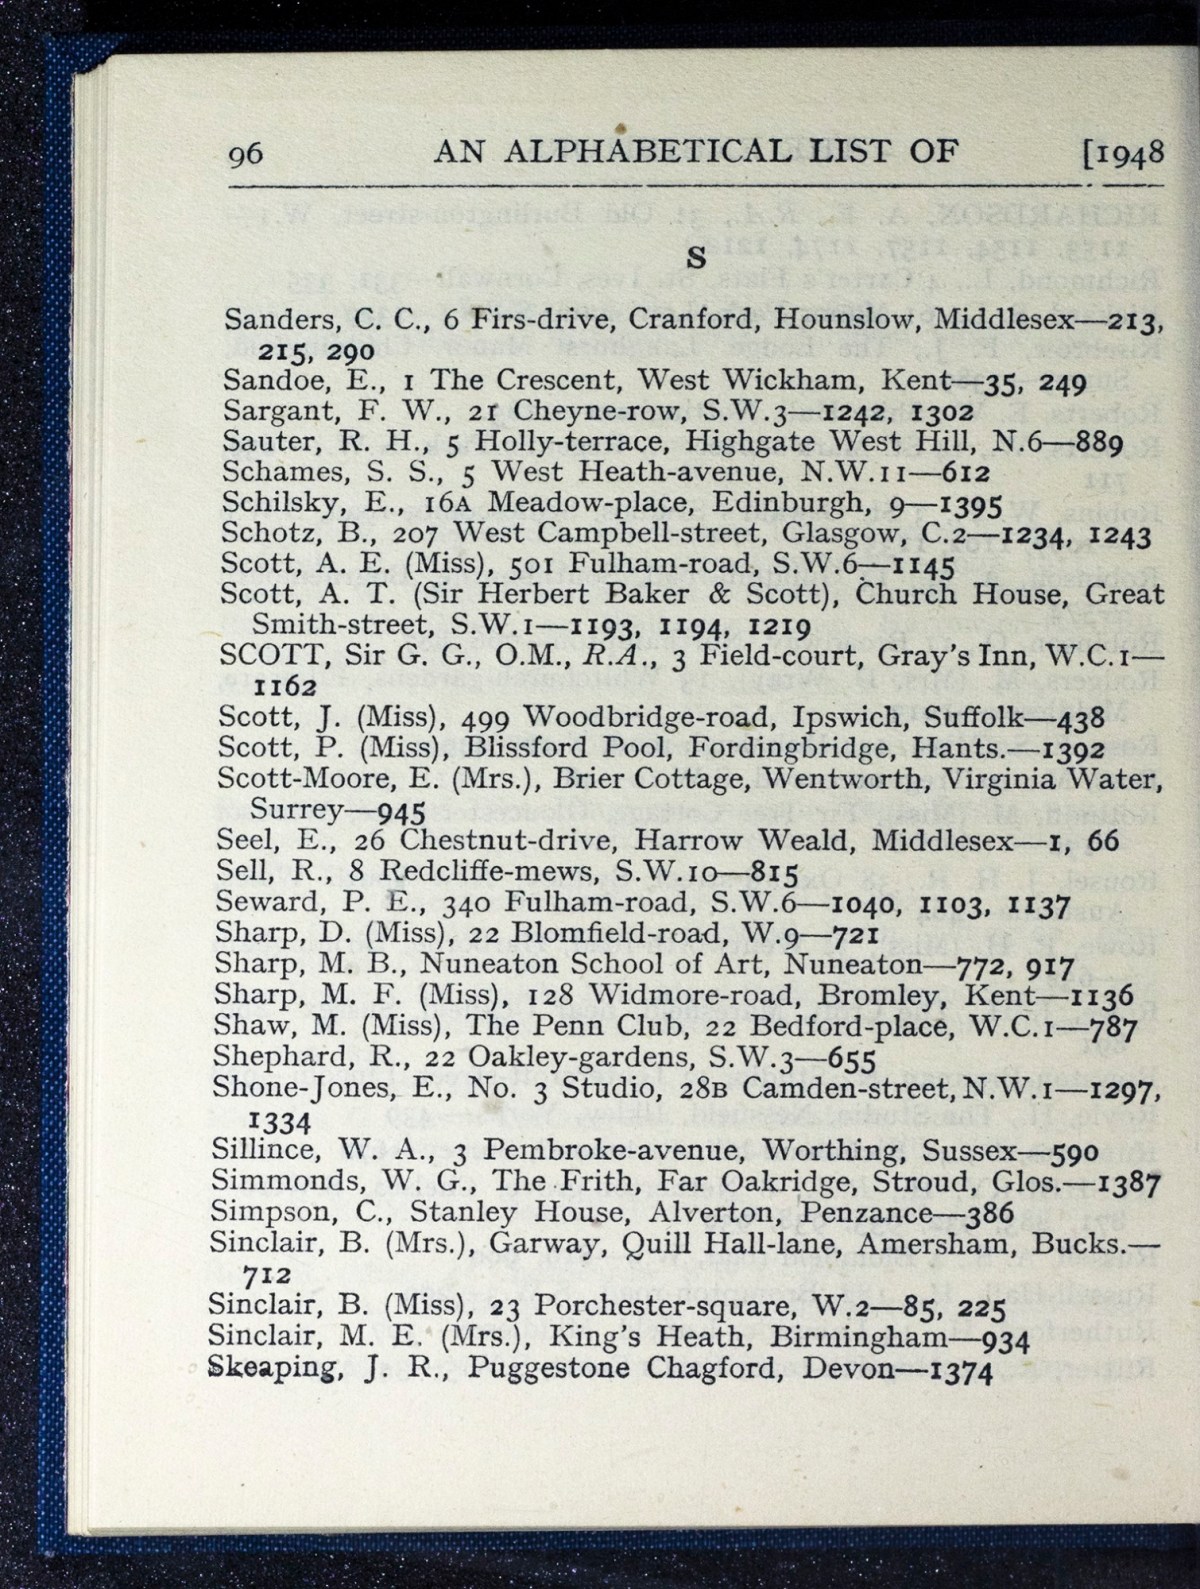 96 AN ALPHABETICAL LIST OF [1948
S
Sanders, C. C., 6 Firs-drive, Cranford, Hounslow, Middlesex—213,
215, 290
Sandoe, E., 1 The Crescent, West Wickham, Kent—35, 249
Sargant, F. W., 21 Cheyne-row, S.W.3—1242, 1302
Sauter, R. H., 5 Holly-terrace, Highgate West Hill, N.6—889
Schames, S. S., 5 West Heath-avenue, N.W.11—612
Schilsky, E., 16A Meadow-place, Edinburgh, 9—1395
Schotz, B., 207 West Campbell-street, Glasgow, C.2—1234, 1243
Scott, A. E. (Miss), 501 Fulham-road, S.W.6—1145
Scott, A. T. (Sir Herbert Baker & Scott), Church House, Great
Smith-street, S.W.1—1193, 1194, 1219
SCOTT, Sir G. G., O.M., R.A., 3 Field-court, Gray's Inn, W.C.1—
1162
Scott, J. (Miss), 499 Woodbridge-road, Ipswich, Suffolk—438
Scott, P. (Miss), Blissford Pool, Fordingbridge, Hants.—1392
Scott-Moore, E. (Mrs.), Brier Cottage, Wentworth, Virginia Water,
Surrey—945
Seel, E., 26 Chestnut-drive, Harrow Weald, Middlesex—1, 66
Sell, R., 8 Redcliffe-mews, S.W.10—815
Seward, P. E., 340 Fulham-road, S.W.6—1040, 1103, 1137
Sharp, D. (Miss), 22 Blomfield-road, W.9—721
Sharp, M. B., Nuneaton School of Art, Nuneaton—772, 917
Sharp, M. F. (Miss), 128 Widmore-road, Bromley, Kent—1136
Shaw, M. (Miss), The Penn Club, 22 Bedford-place, W.C.1—787
Shephard, R., 22 Oakley-gardens, S.W.3—655
Shone-Jones, E., No. 3 Studio, 28B Camden-street, N.W.1—1297,
1334
Sillince, W. A., 3 Pembroke-avenue, Worthing, Sussex—590
Simmonds, W. G., The Frith, Far Oakridge, Stroud, Glos.—1387
Simpson, C., Stanley House, Alverton, Penzance—386
Sinclair, B. (Mrs.), Garway, Quill Hall-lane, Amersham, Bucks.—
712
Sinclair, B. (Miss), 23 Porchester-square, W.2—85, 225
Sinclair, M. E. (Mrs.), King's Heath, Birmingham—934
Skeaping, J. R., Puggestone Chagford, Devon—1374